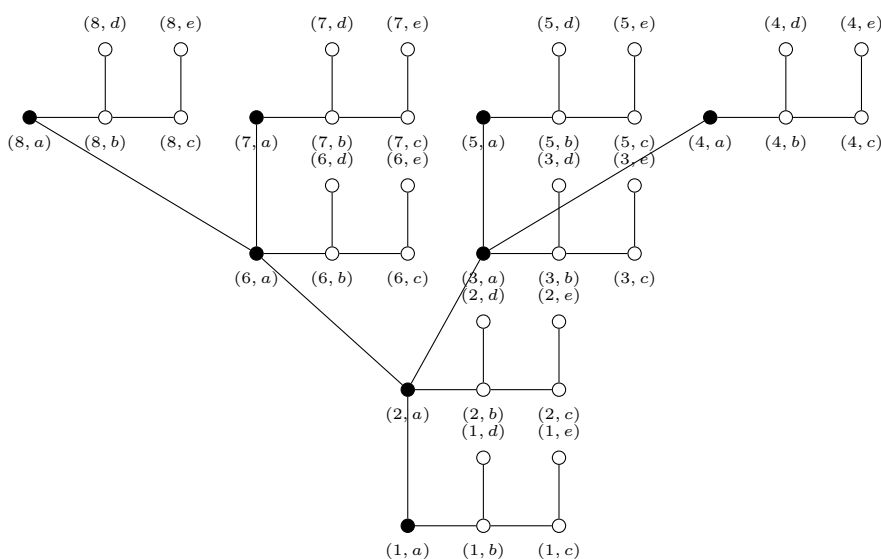 (8, d) (8, e) (7, d) (7, e) (5, d) (5, e) (4, d) (4, e)
(8, a) (8, b) (8, c) (7, a) (7, b) (7, c) (5, a) (5, b) (5, c) (4, a) (4, b) (4, c)
(6, d) (6, e) (3, d) (3, e)
(6, a) (6, b) (6, c) (3, a) (3, b) (3, c)
(2, d) (2, e)
(2, a) (2, b) (2, c)
(1, d) (1, e)
(1, a) (1, b) (1, c)